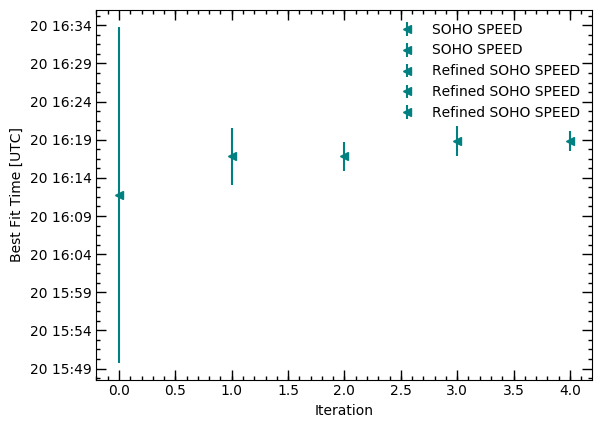 20 16:34
20 16:29
20 16:24
20 16:19
20 16:14
20 16:09
20 16:04
20 15:59
20 15:54
20 15:49
Best Fit Time [UTC]
SOHO SPEED
SOHO SPEED
Refined SOHO SPEED
Refined SOHO SPEED
Refined SOHO SPEED
0.0 0.5 1.0 1.5 2.0 2.5 3.0 3.5 4.0
Iteration